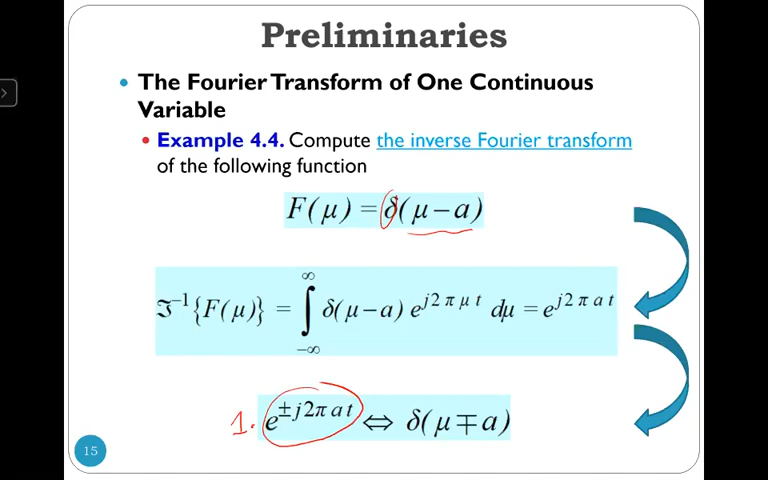 Preliminaries
• The Fourier Transform of One Continuous
Variable
• Example 4.4. Compute the inverse Fourier transform
of the following function
F(μ) = δ(μ − a)
ℑ⁻¹{F(μ)} = ∫_{−∞}^{∞} δ(μ − a) e^{j2πμt} dμ = e^{j2πat}
1. e^{±j2πat} ⇔ δ(μ ∓ a)
15